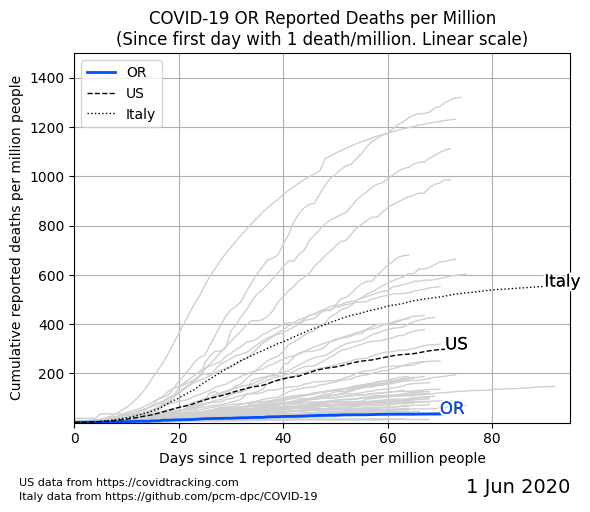 COVID-19 OR Reported Deaths per Million
(Since first day with 1 death/million. Linear scale)
Cumulative reported deaths per million people
1400
1200
1000
800
600
400
200
OR
US
Italy
Italy
US
OR
0
20
40
60
80
Days since 1 reported death per million people
US data from https://covidtracking.com
Italy data from https://github.com/pcm-dpc/COVID-19
1 Jun 2020